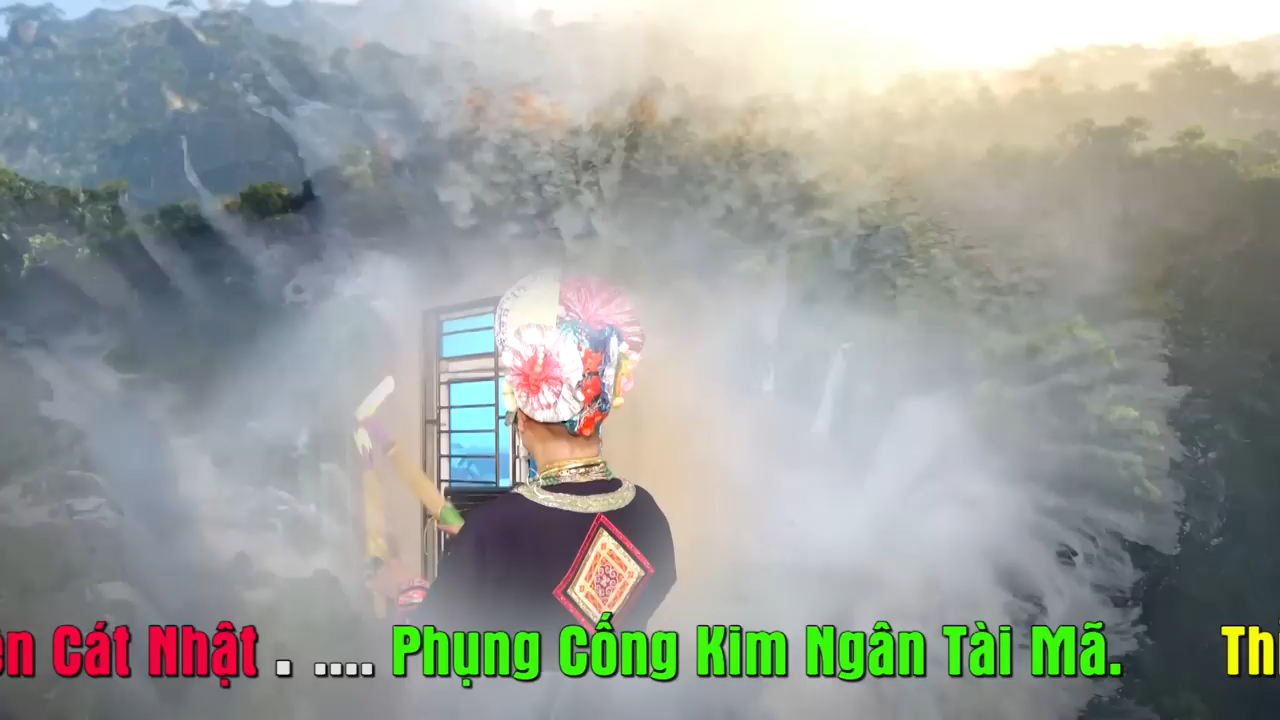 Cát Nhật . .... Phụng Cống Kim Ngân Tài Mã.